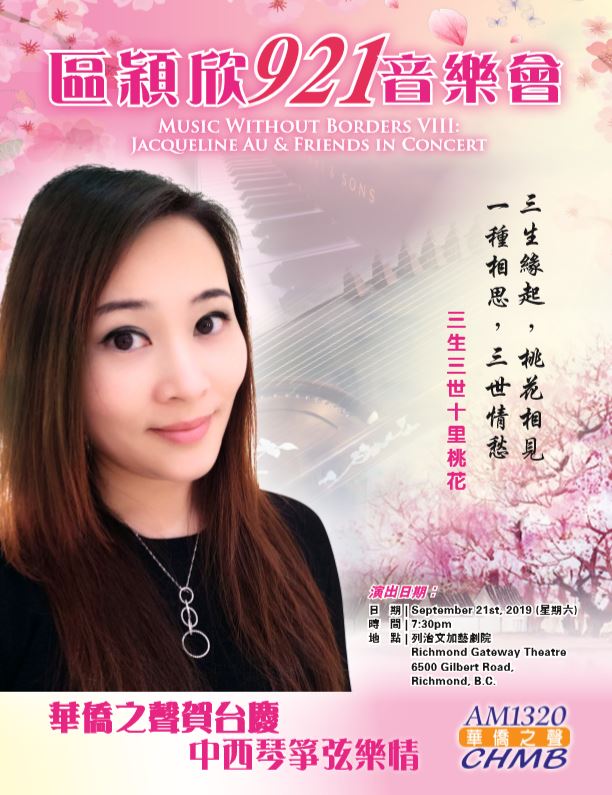 區穎欣921音樂會
MUSIC WITHOUT BORDERS VIII:
JACQUELINE AU & FRIENDS IN CONCERT
& SONS
三生緣起，桃花相見
一種相思，三世情愁
三生三世十里桃花
演出日期：
日　期 | September 21st, 2019 (星期六)
時　間 | 7:30pm
地　點 | 列治文加藝劇院
Richmond Gateway Theatre
6500 Gilbert Road,
Richmond, B.C.
華僑之聲賀台慶
中西琴箏弦樂情
AM1320
華僑之聲
CHMB